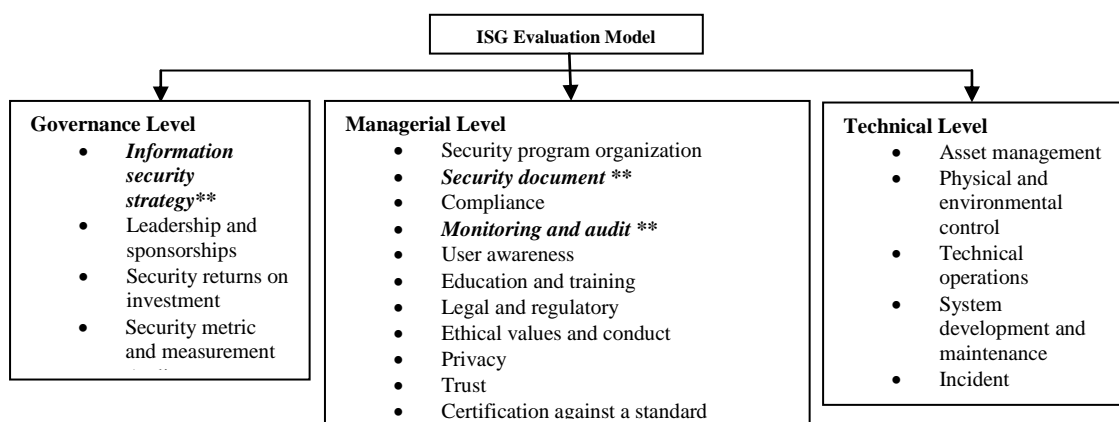 ISG Evaluation Model
Governance Level
• Information
security
strategy**
• Leadership and
sponsorships
• Security returns on
investment
• Security metric
and measurement
Managerial Level
• Security program organization
• Security document **
• Compliance
• Monitoring and audit **
• User awareness
• Education and training
• Legal and regulatory
• Ethical values and conduct
• Privacy
• Trust
• Certification against a standard
Technical Level
• Asset management
• Physical and
environmental
control
• Technical
operations
• System
development and
maintenance
• Incident